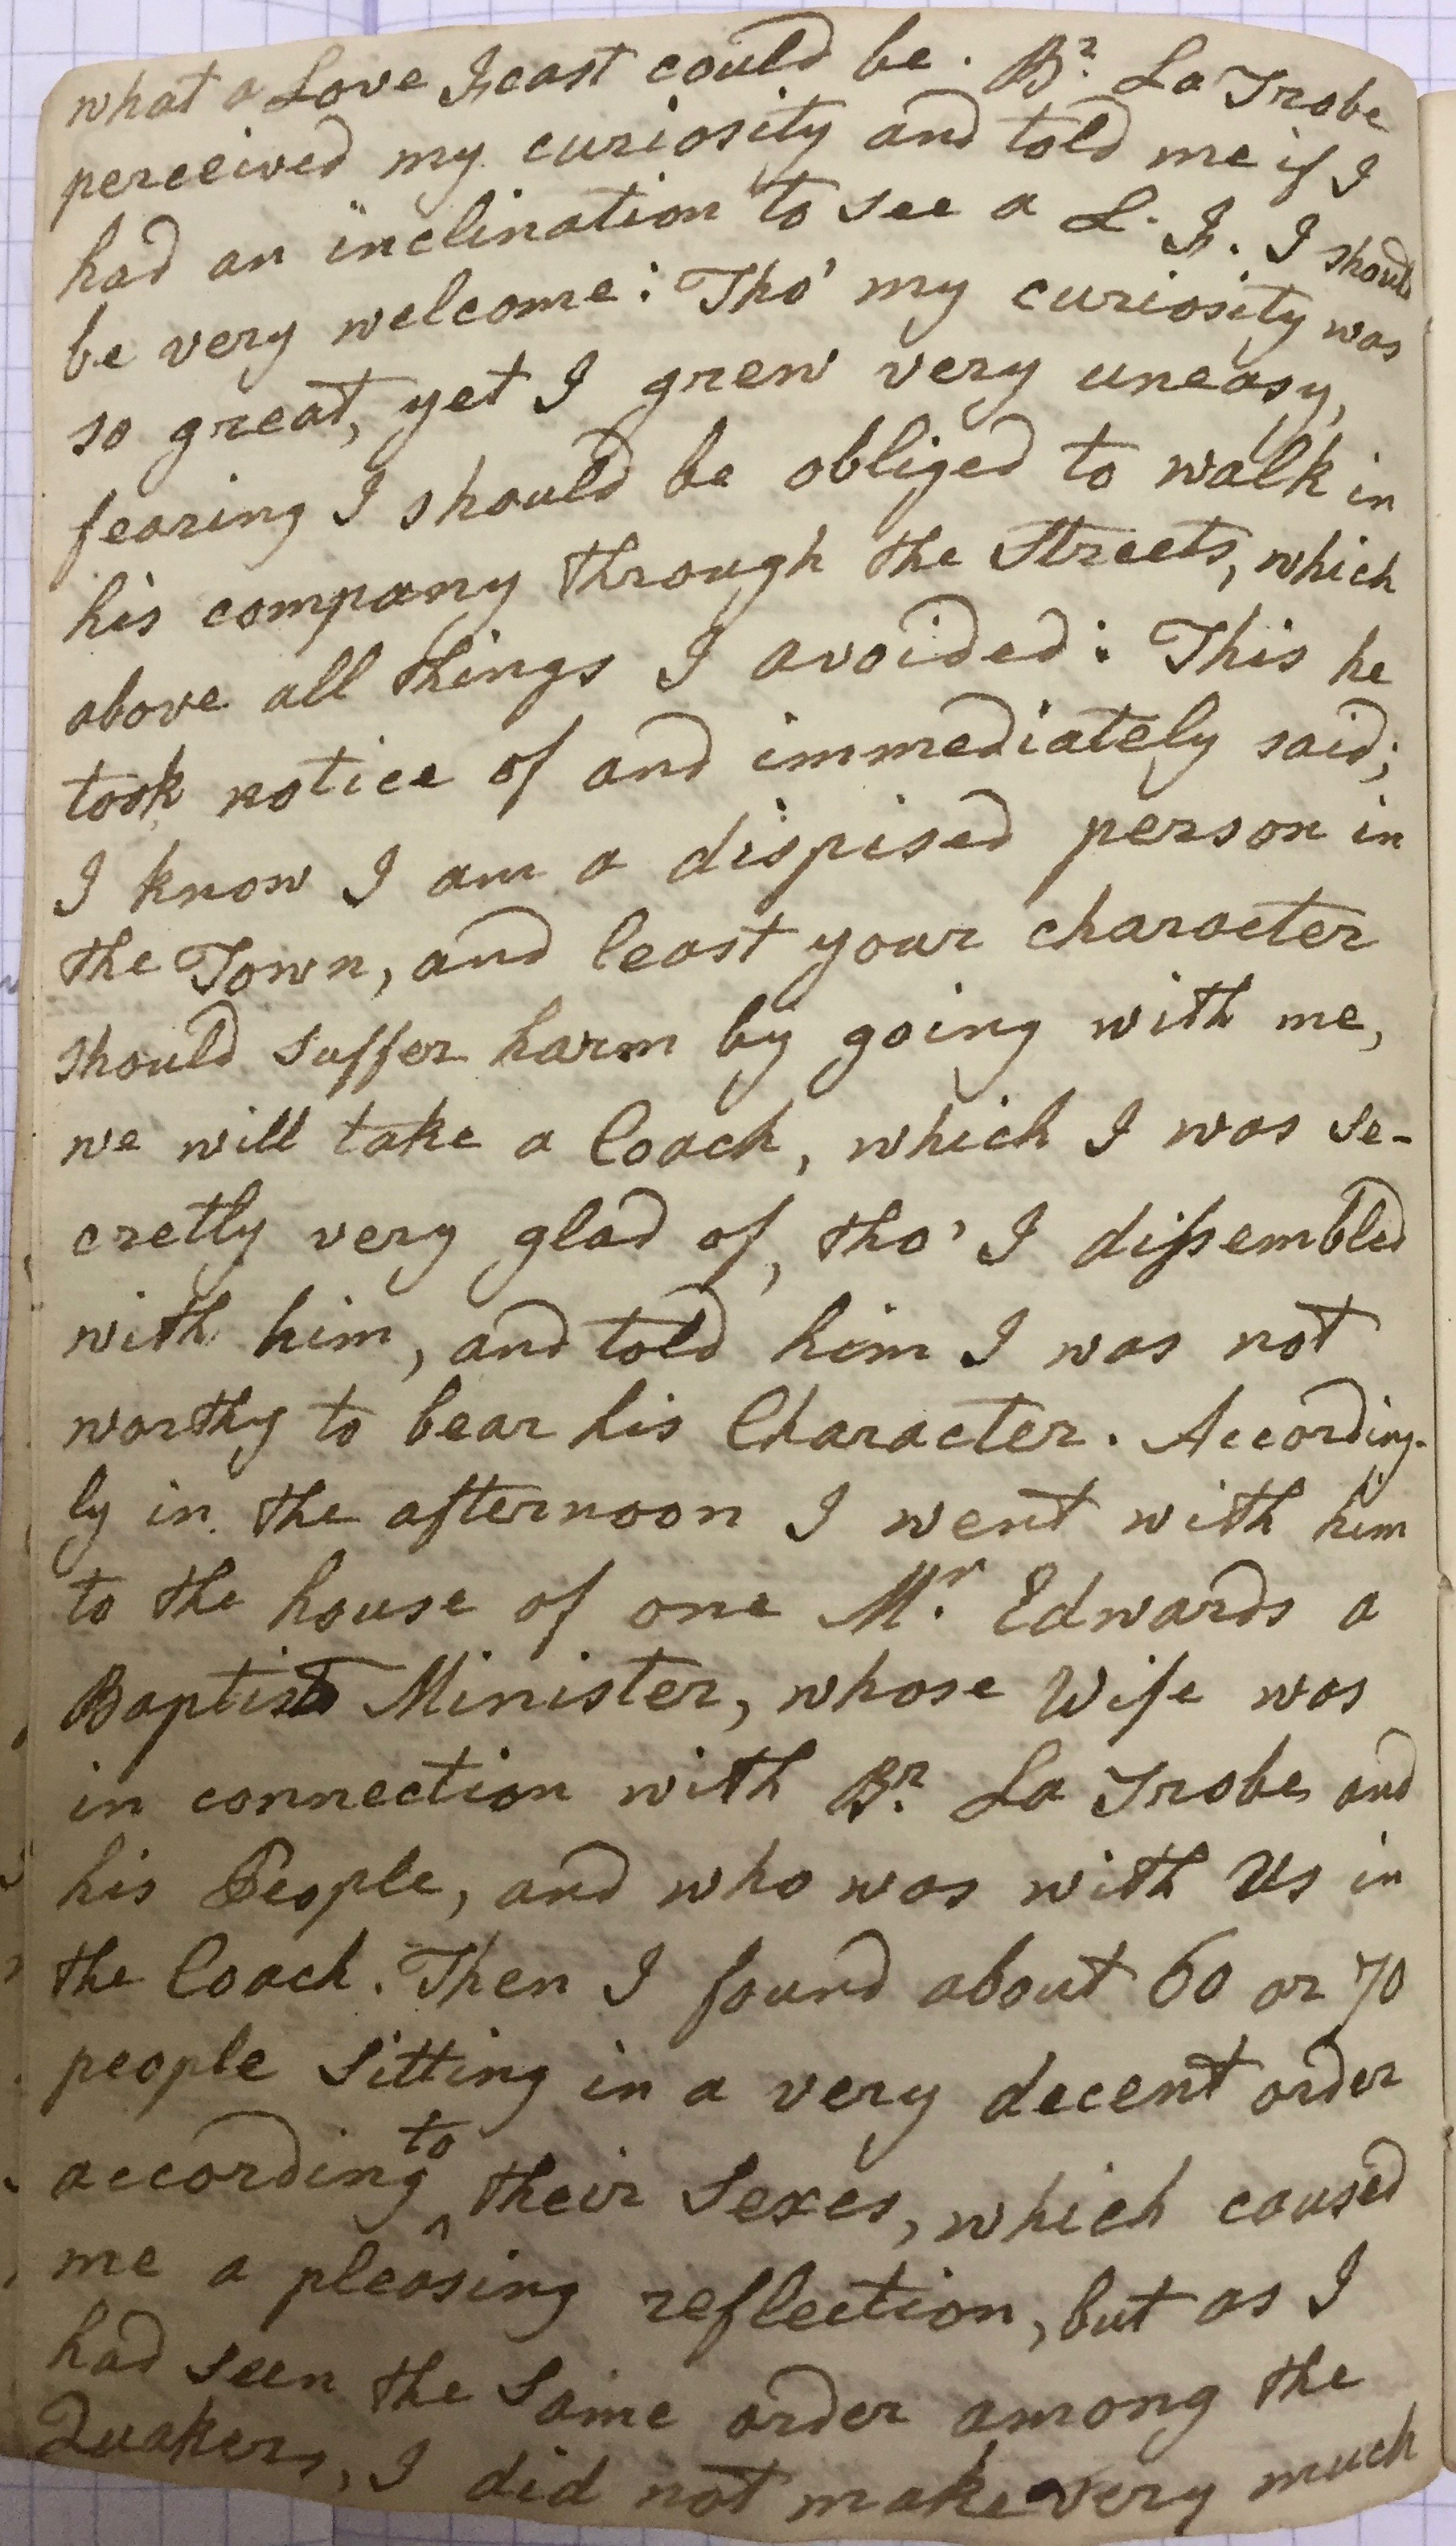 what a Love Feast could be. Br. La Trobe
perceived my curiosity and told me if I
had an inclination to see a L. F. I should
be very welcome: Tho' my curiosity was
so great, yet I grew very uneasy,
fearing I should be obliged to walk in
his company through the Streets, which
above all things I avoided: This he
took notice of and immediately said;
I know I am a dispised person in
the Town, and least your character
should suffer harm by going with me,
we will take a Coach, which I was se-
cretly very glad of, tho' I dissembled
with him, and told him I was not
worthy to bear his Character. According-
ly in the afternoon I went with him
to the house of one Mr. Edwards a
Baptist Minister, whose Wife was
in connection with Br. La Trobe and
his People, and who was with Us in
the Coach. Then I found about 60 or 70
people sitting in a very decent order
according to their Sexes, which caused
me a pleasing reflection, but as I
had seen the same order among the
Quakers, I did not make very much